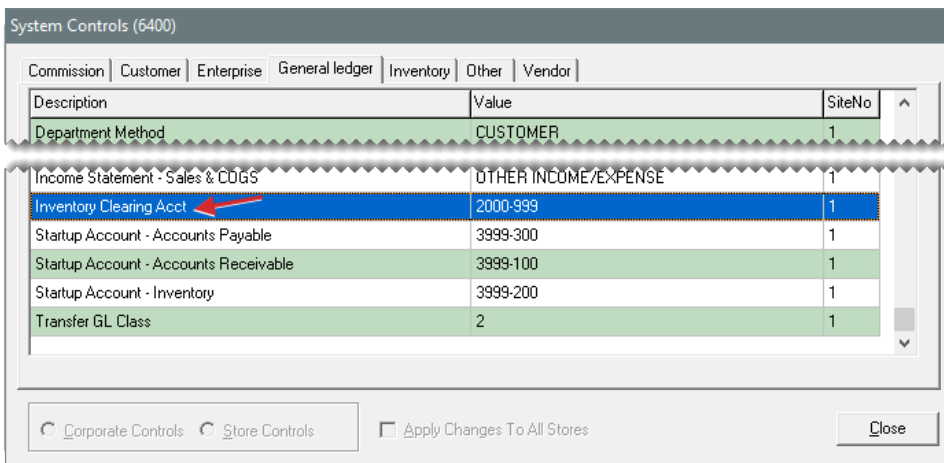 System Controls (6400)
Commission Customer Enterprise General ledger Inventory Other Vendor
Description Value SiteNo
Department Method CUSTOMER 1
Income Statement - Sales & COGS OTHER INCOME/EXPENSE 1
Inventory Clearing Acct 2000-999 1
Startup Account - Accounts Payable 3999-300 1
Startup Account - Accounts Receivable 3999-100 1
Startup Account - Inventory 3999-200 1
Transfer GL Class 2 1
Corporate Controls Store Controls Apply Changes To All Stores Close